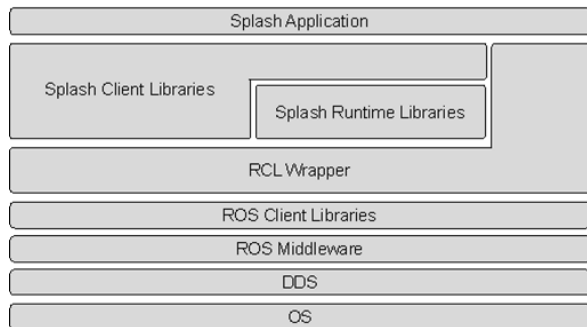 Splash Application
Splash Client Libraries
Splash Runtime Libraries
RCL Wrapper
ROS Client Libraries
ROS Middleware
DDS
OS